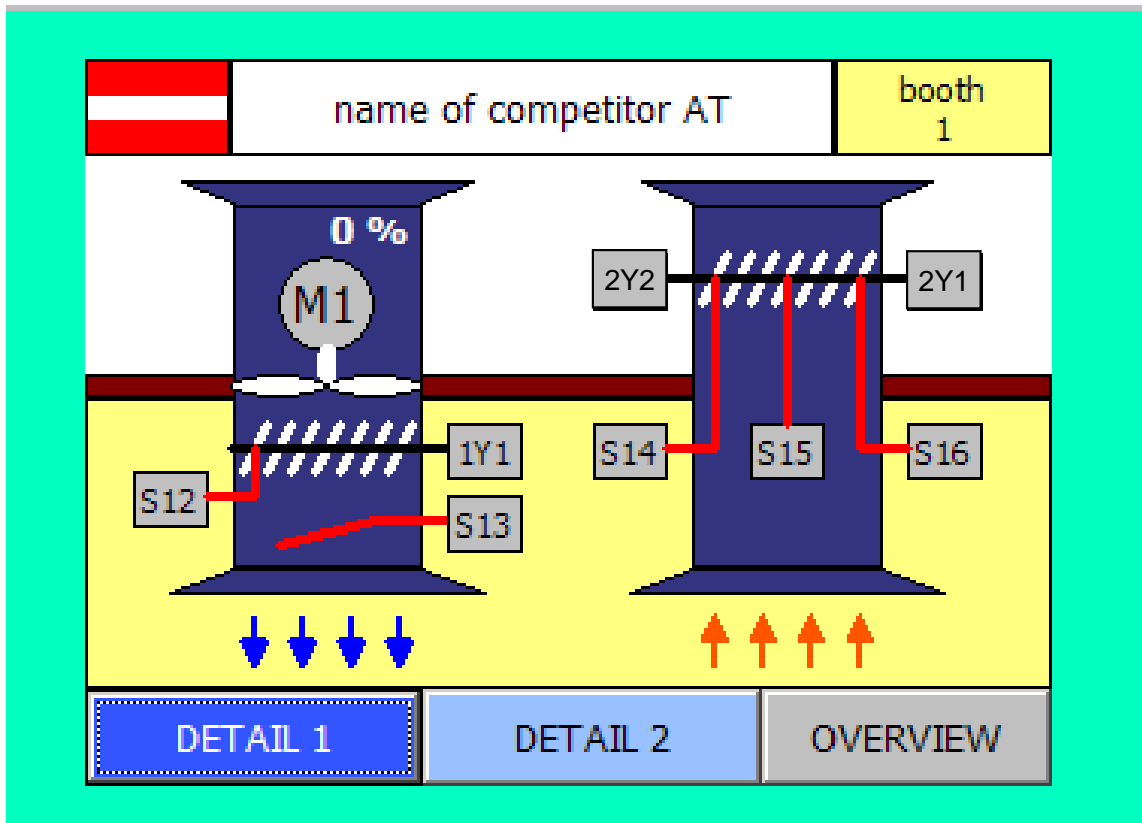 name of competitor AT
booth
1
0 %
M1
2Y2
2Y1
1Y1
S14
S15
S16
S12
S13
DETAIL 1
DETAIL 2
OVERVIEW